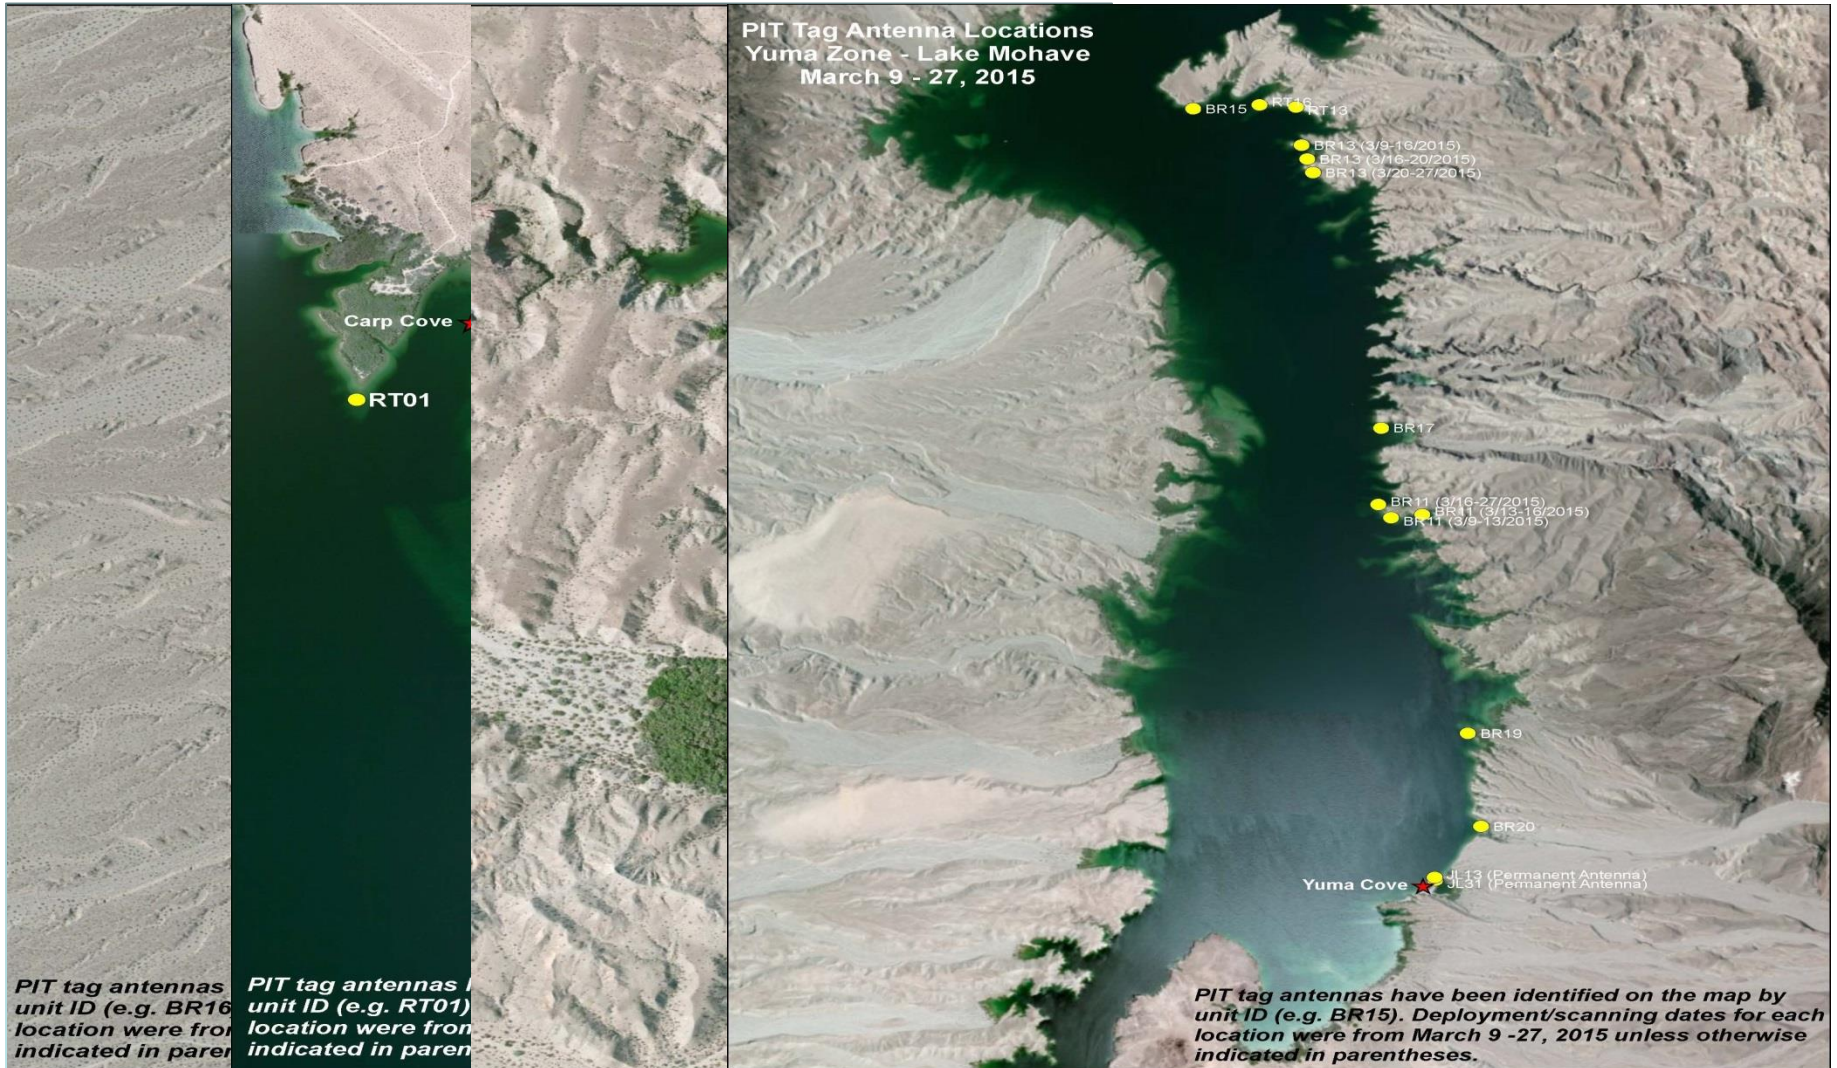 PIT Tag Antenna Locations
Yuma Zone - Lake Mohave
March 9 - 27, 2015
BR15
RT16
RT13
BR13 (3/9-16/2015)
BR13 (3/16-20/2015)
BR13 (3/20-27/2015)
Carp Cove
RT01
BR17
BR11 (3/16-27/2015)
BR11 (3/13-16/2015)
BR11 (3/9-13/2015)
BR19
BR20
JL13 (Permanent Antenna)
JL31 (Permanent Antenna)
Yuma Cove
PIT tag antennas
unit ID (e.g. BR16
location were from
indicated in paren
PIT tag antennas
unit ID (e.g. RT01)
location were from
indicated in paren
PIT tag antennas have been identified on the map by
unit ID (e.g. BR15). Deployment/scanning dates for each
location were from March 9 -27, 2015 unless otherwise
indicated in parentheses.